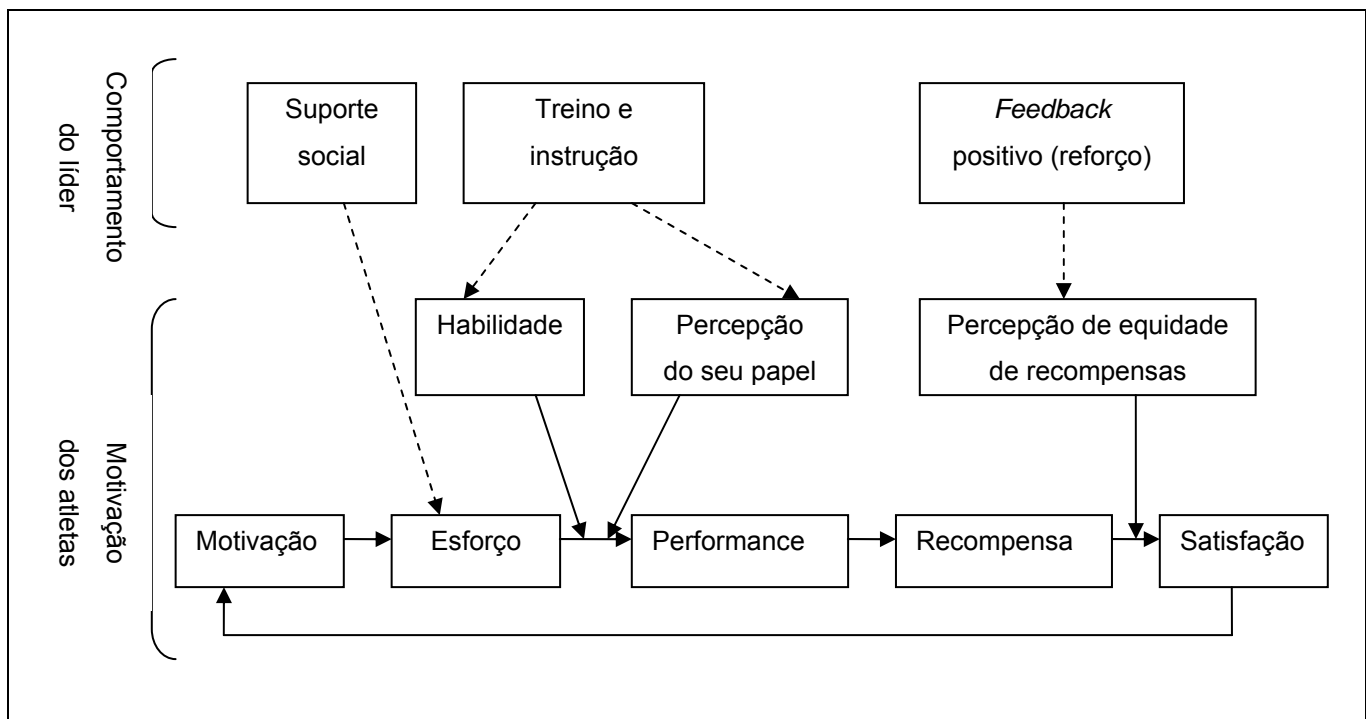 Comportamento
do líder
Suporte
social
Treino e
instrução
Feedback
positivo (reforço)
Motivação
dos atletas
Habilidade
Percepção
do seu papel
Percepção de equidade
de recompensas
Motivação
Esforço
Performance
Recompensa
Satisfação